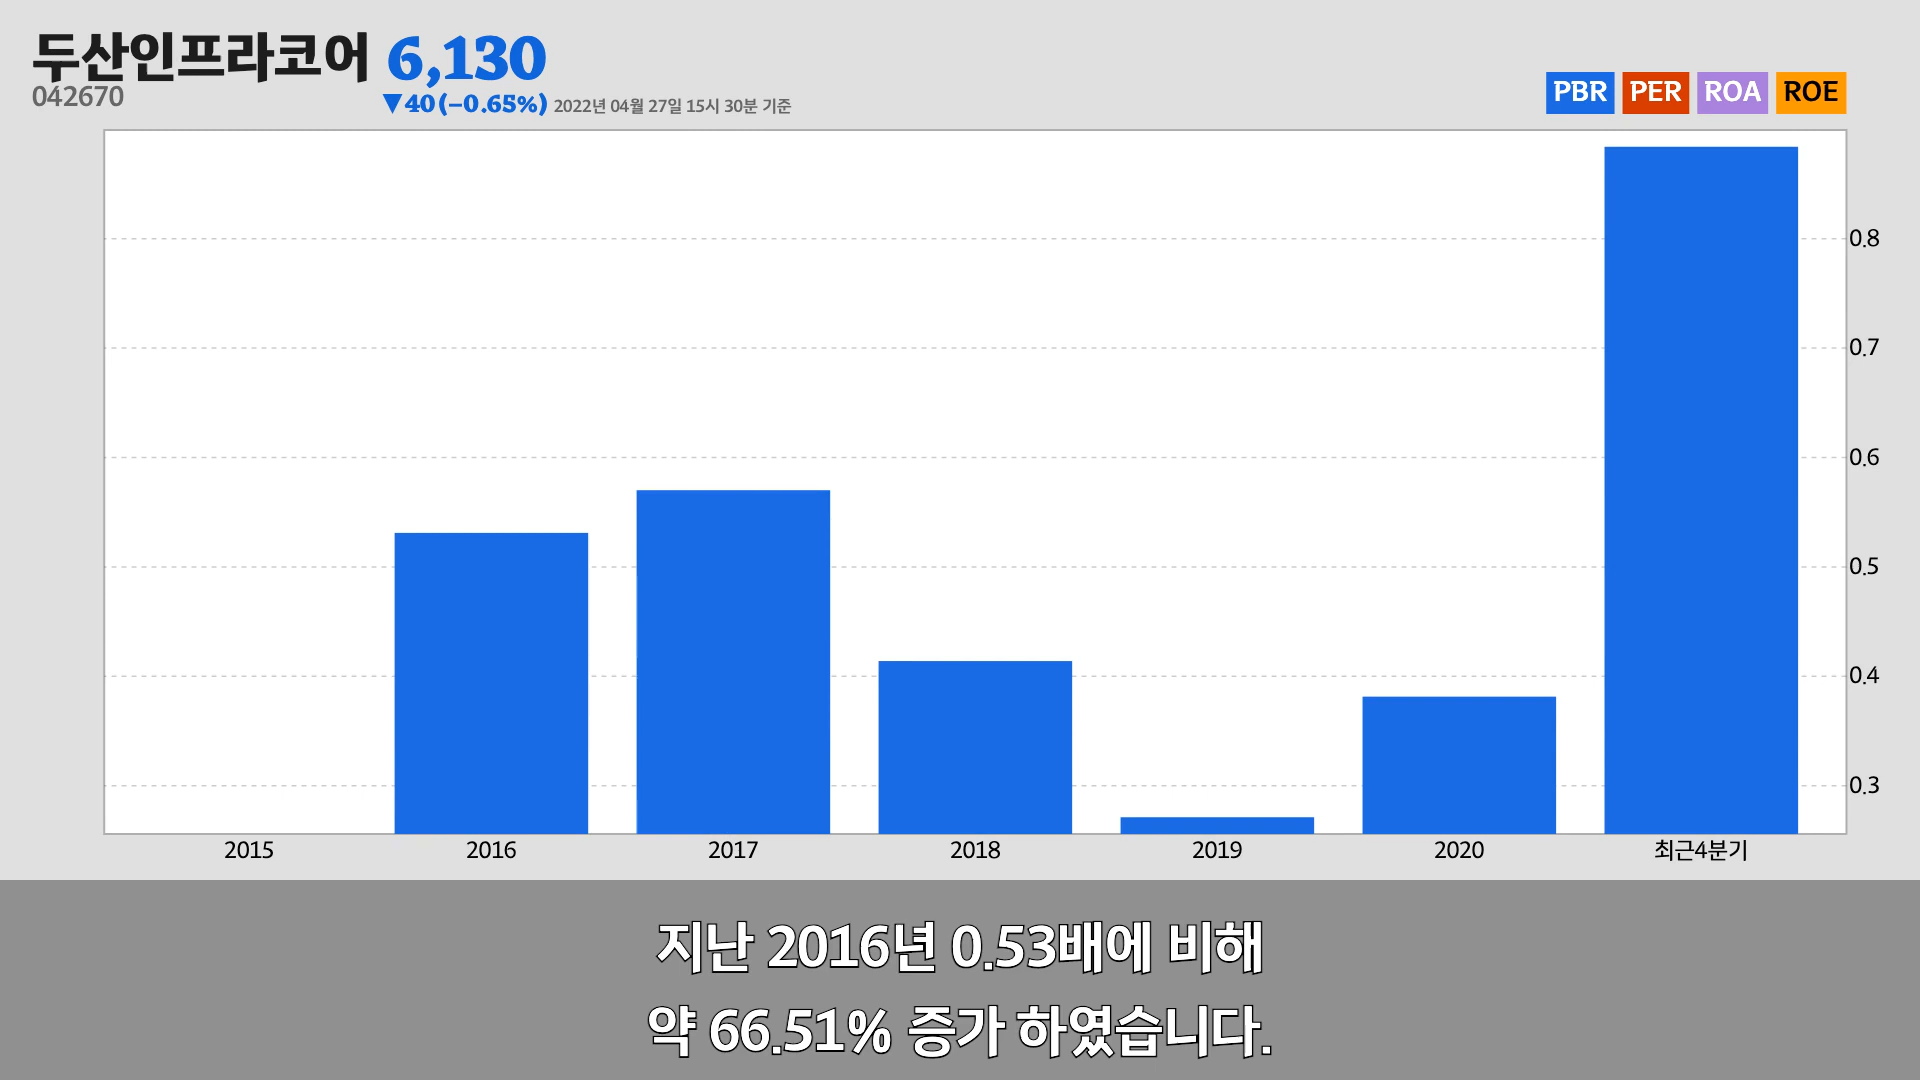 두산인프라코어 6,130
042670
▼40(−0.65%) 2022년 04월 27일 15시 30분 기준
PBR PER ROA ROE
0.8
0.7
0.6
0.5
0.4
0.3
2015 2016 2017 2018 2019 2020 최근4분기
지난 2016년 0.53배에 비해
약 66.51% 증가 하였습니다.